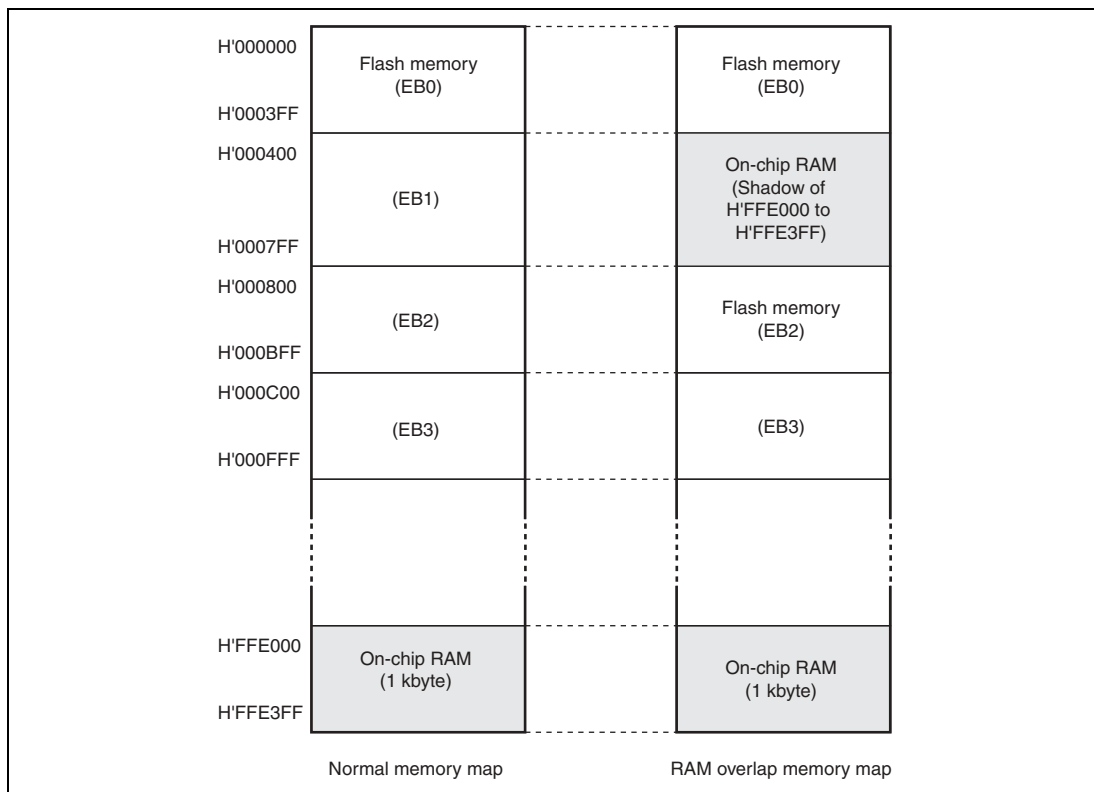 H'000000
Flash memory
(EB0)
Flash memory
(EB0)
H'0003FF
H'000400
(EB1)
On-chip RAM
(Shadow of
H'FFE000 to
H'FFE3FF)
H'0007FF
H'000800
(EB2)
Flash memory
(EB2)
H'000BFF
H'000C00
(EB3)
(EB3)
H'000FFF
H'FFE000
On-chip RAM
(1 kbyte)
On-chip RAM
(1 kbyte)
H'FFE3FF
Normal memory map
RAM overlap memory map